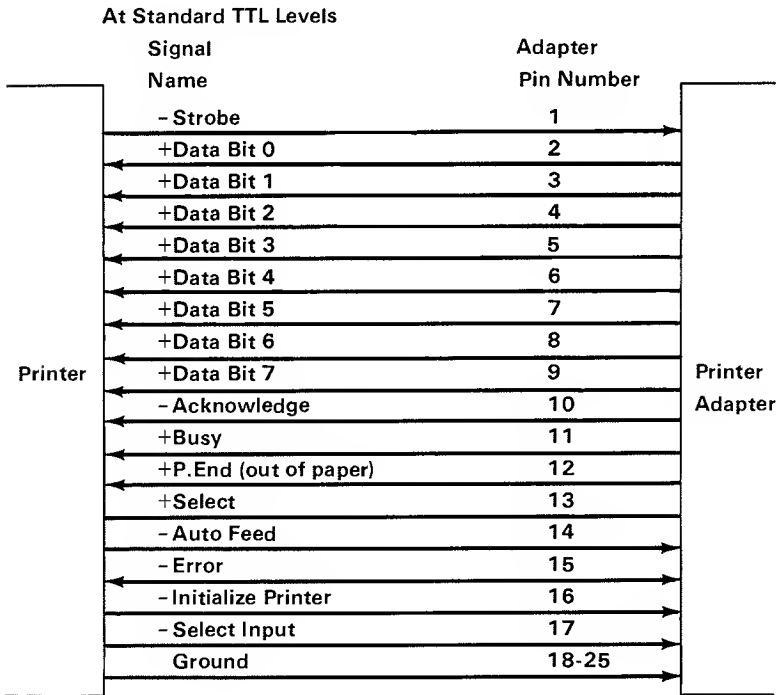 At Standard TTL Levels
Signal Adapter
Name Pin Number
- Strobe 1
+Data Bit 0 2
+Data Bit 1 3
+Data Bit 2 4
+Data Bit 3 5
+Data Bit 4 6
+Data Bit 5 7
+Data Bit 6 8
Printer +Data Bit 7 9 Printer
- Acknowledge 10 Adapter
+Busy 11
+P.End (out of paper) 12
+Select 13
- Auto Feed 14
- Error 15
- Initialize Printer 16
- Select Input 17
Ground 18-25